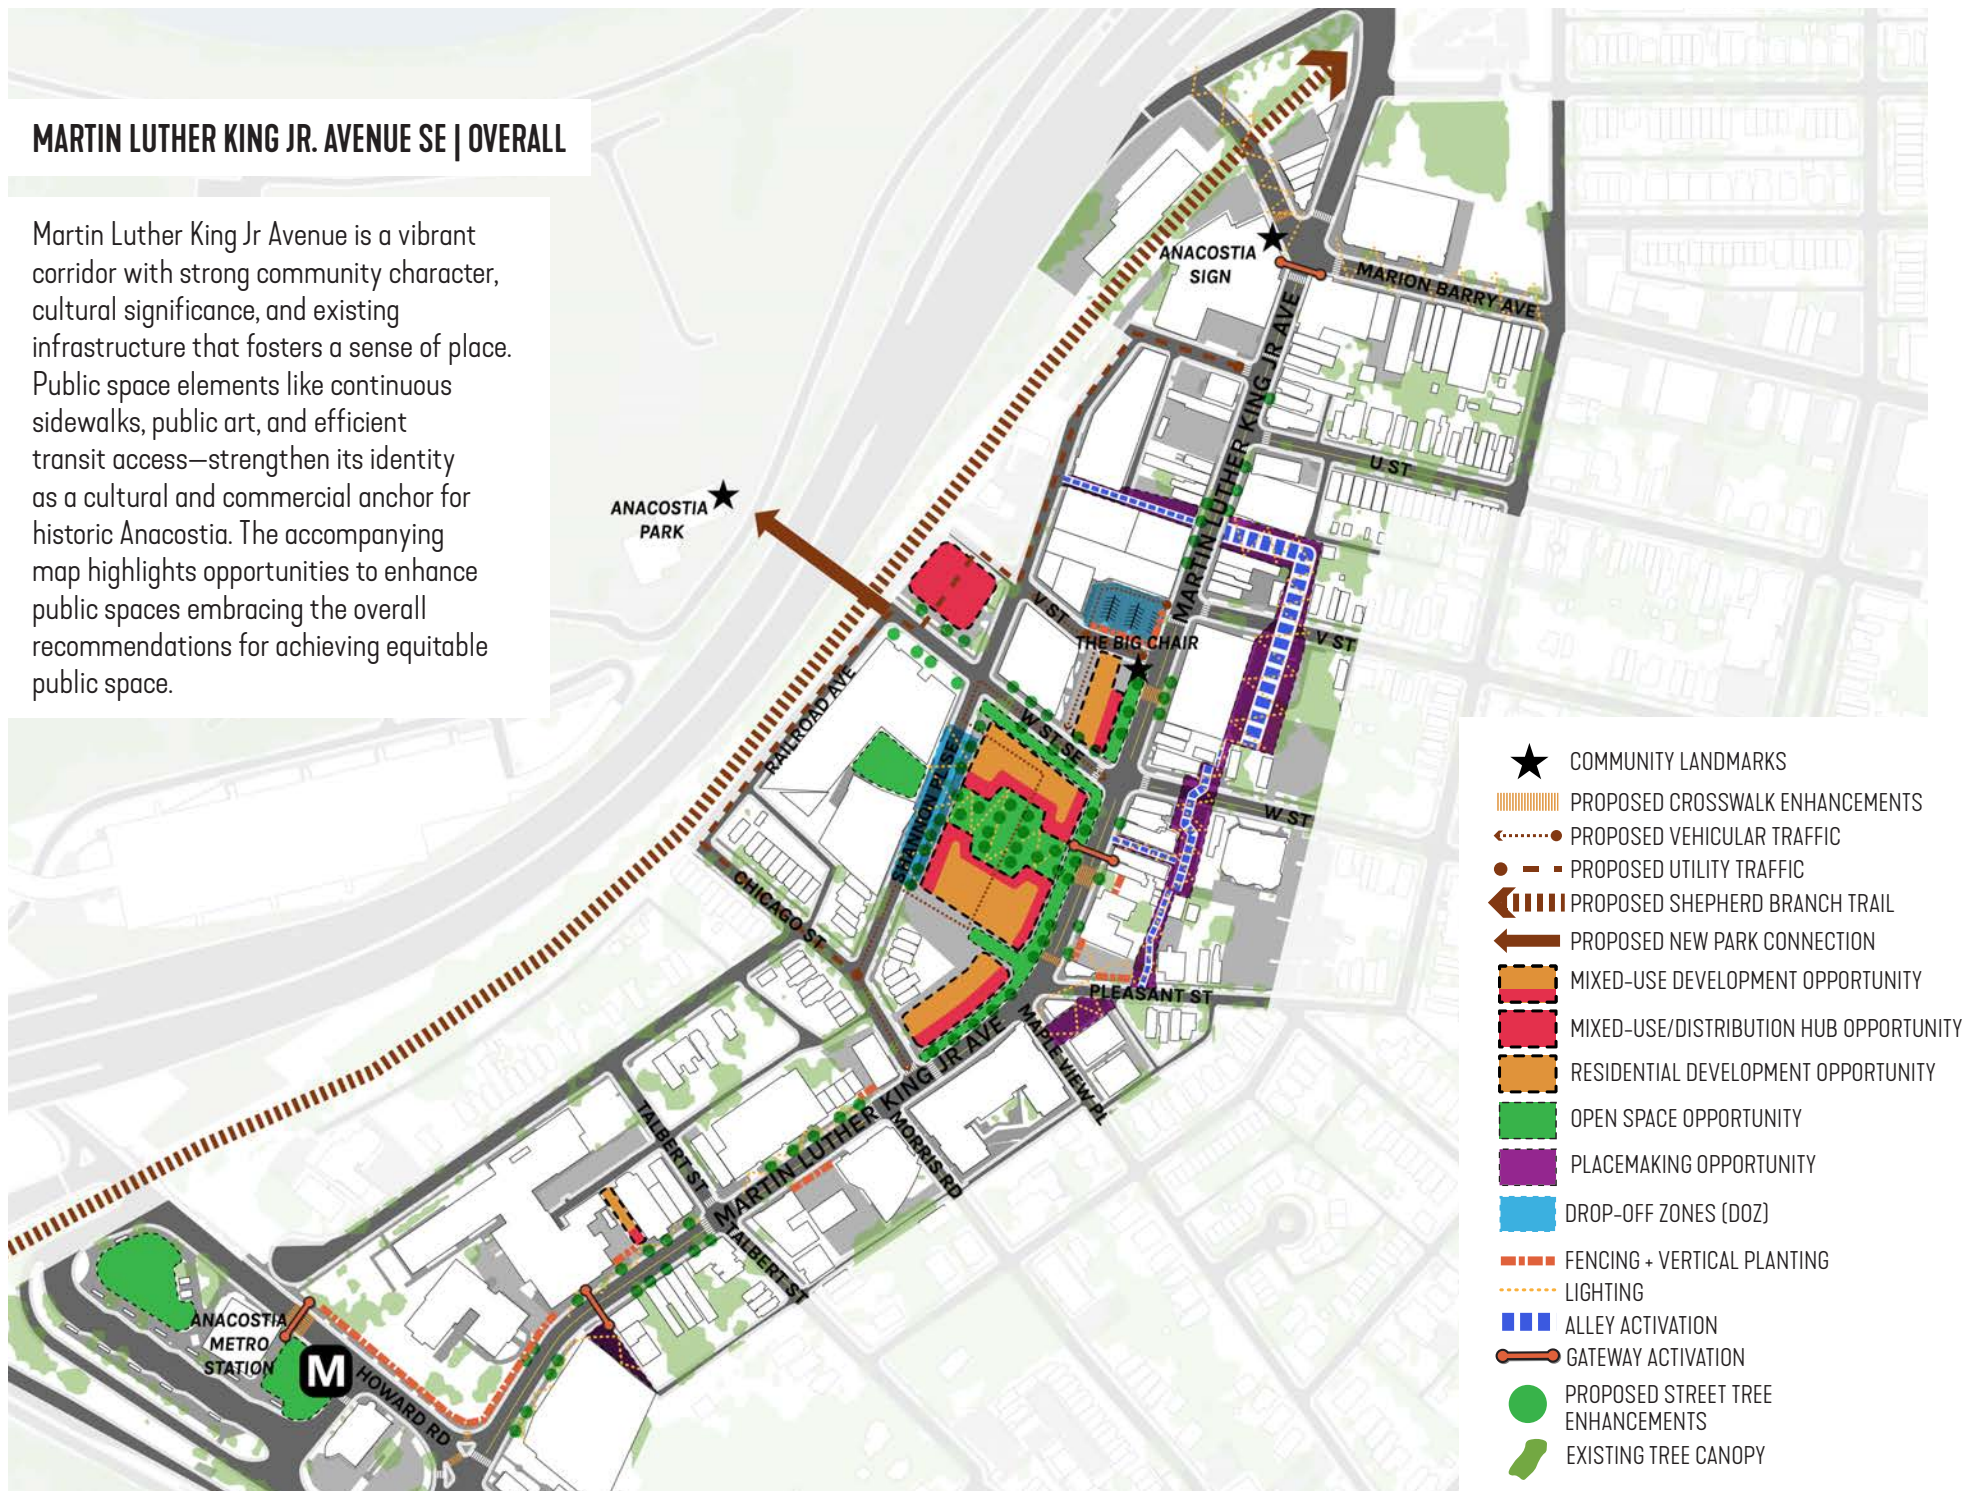 MARTIN LUTHER KING JR. AVENUE SE | OVERALL
Martin Luther King Jr Avenue is a vibrant
corridor with strong community character,
cultural significance, and existing
infrastructure that fosters a sense of place.
Public space elements like continuous
sidewalks, public art, and efficient
transit access—strengthen its identity
as a cultural and commercial anchor for
historic Anacostia. The accompanying
map highlights opportunities to enhance
public spaces embracing the overall
recommendations for achieving equitable
public space.
ANACOSTIA
SIGN
MARION BARRY AVE
MARTIN LUTHER KING JR AVE
U ST
ANACOSTIA
PARK
MARTIN LUTHER KING JR AVE
V ST
THE BIG CHAIR
V ST
RAILROAD AVE
W ST SE
SHANNON PL SE
W ST
CHICAGO ST
PLEASANT ST
MAPLE VIEW PL
MARTIN LUTHER KING JR AVE
MORRIS RD
TALBERT ST
TALBERT ST
ANACOSTIA
METRO
STATION
M
HOWARD RD
COMMUNITY LANDMARKS
PROPOSED CROSSWALK ENHANCEMENTS
PROPOSED VEHICULAR TRAFFIC
PROPOSED UTILITY TRAFFIC
PROPOSED SHEPHERD BRANCH TRAIL
PROPOSED NEW PARK CONNECTION
MIXED-USE DEVELOPMENT OPPORTUNITY
MIXED-USE/DISTRIBUTION HUB OPPORTUNITY
RESIDENTIAL DEVELOPMENT OPPORTUNITY
OPEN SPACE OPPORTUNITY
PLACEMAKING OPPORTUNITY
DROP-OFF ZONES (DOZ)
FENCING + VERTICAL PLANTING
LIGHTING
ALLEY ACTIVATION
GATEWAY ACTIVATION
PROPOSED STREET TREE
ENHANCEMENTS
EXISTING TREE CANOPY